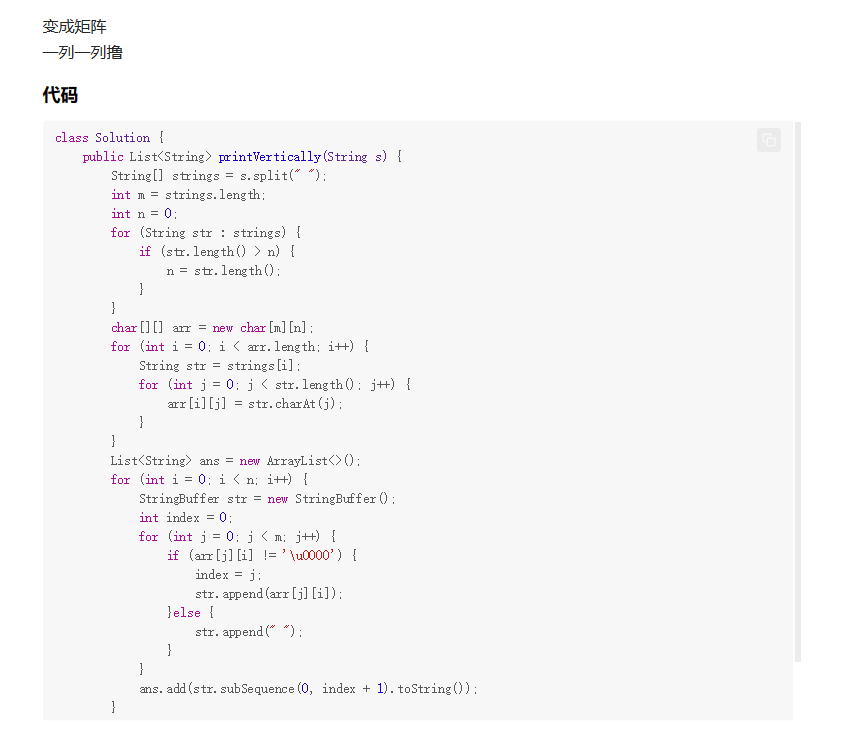 变成矩阵
一列一列撸
代码
class Solution {
    public List<String> printVertically(String s) {
        String[] strings = s.split(" ");
        int m = strings.length;
        int n = 0;
        for (String str : strings) {
            if (str.length() > n) {
                n = str.length();
            }
        }
        char[][] arr = new char[m][n];
        for (int i = 0; i < arr.length; i++) {
            String str = strings[i];
            for (int j = 0; j < str.length(); j++) {
                arr[i][j] = str.charAt(j);
            }
        }
        List<String> ans = new ArrayList<>();
        for (int i = 0; i < n; i++) {
            StringBuffer str = new StringBuffer();
            int index = 0;
            for (int j = 0; j < m; j++) {
                if (arr[j][i] != '\u0000') {
                    index = j;
                    str.append(arr[j][i]);
                }else {
                    str.append(" ");
                }
            }
            ans.add(str.subSequence(0, index + 1).toString());
        }